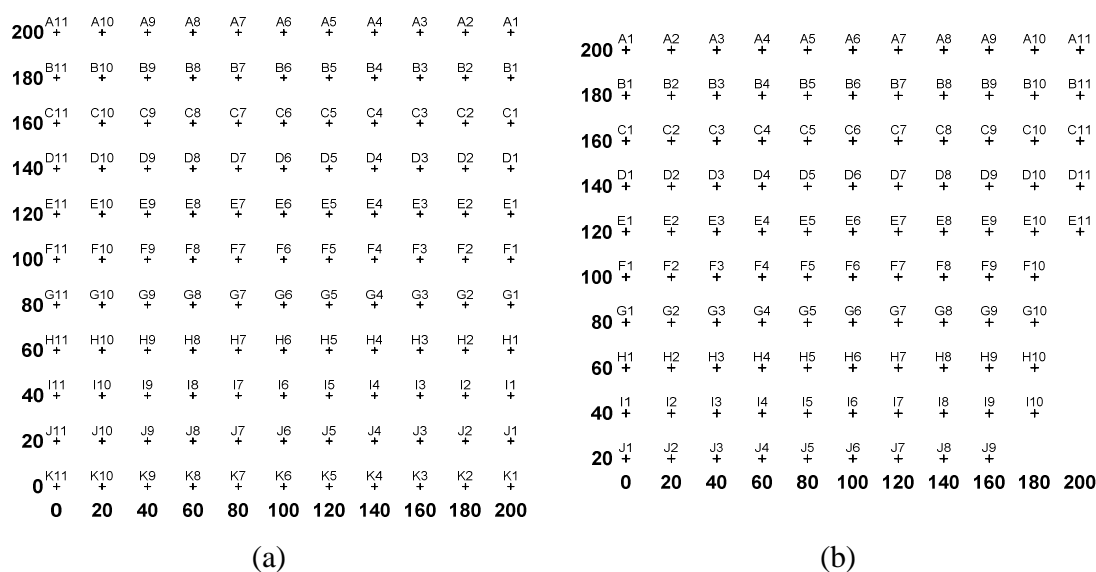 A11 A10 A9 A8 A7 A6 A5 A4 A3 A2 A1
200
B11 B10 B9 B8 B7 B6 B5 B4 B3 B2 B1
180
C11 C10 C9 C8 C7 C6 C5 C4 C3 C2 C1
160
D11 D10 D9 D8 D7 D6 D5 D4 D3 D2 D1
140
E11 E10 E9 E8 E7 E6 E5 E4 E3 E2 E1
120
F11 F10 F9 F8 F7 F6 F5 F4 F3 F2 F1
100
G11 G10 G9 G8 G7 G6 G5 G4 G3 G2 G1
80
H11 H10 H9 H8 H7 H6 H5 H4 H3 H2 H1
60
I11 I10 I9 I8 I7 I6 I5 I4 I3 I2 I1
40
J11 J10 J9 J8 J7 J6 J5 J4 J3 J2 J1
20
K11 K10 K9 K8 K7 K6 K5 K4 K3 K2 K1
0
0 20 40 60 80 100 120 140 160 180 200
(a)
A1 A2 A3 A4 A5 A6 A7 A8 A9 A10 A11
200
B1 B2 B3 B4 B5 B6 B7 B8 B9 B10 B11
180
C1 C2 C3 C4 C5 C6 C7 C8 C9 C10 C11
160
D1 D2 D3 D4 D5 D6 D7 D8 D9 D10 D11
140
E1 E2 E3 E4 E5 E6 E7 E8 E9 E10 E11
120
F1 F2 F3 F4 F5 F6 F7 F8 F9 F10
100
G1 G2 G3 G4 G5 G6 G7 G8 G9 G10
80
H1 H2 H3 H4 H5 H6 H7 H8 H9 H10
60
I1 I2 I3 I4 I5 I6 I7 I8 I9 I10
40
J1 J2 J3 J4 J5 J6 J7 J8 J9
20
0 20 40 60 80 100 120 140 160 180 200
(b)